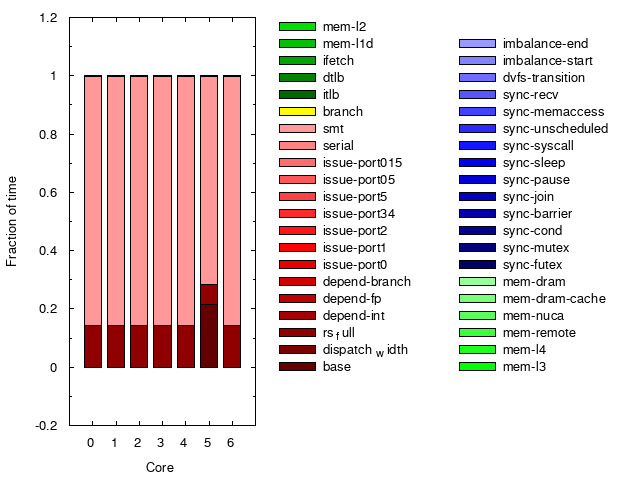 1.2
1
0.8
0.6
0.4
0.2
0
-0.2
Fraction of time
0 1 2 3 4 5 6
Core
mem-l2
mem-l1d
ifetch
dtlb
itlb
branch
smt
serial
issue-port015
issue-port05
issue-port5
issue-port34
issue-port2
issue-port1
issue-port0
depend-branch
depend-fp
depend-int
rs f ull
dispatch w idth
base
imbalance-end
imbalance-start
dvfs-transition
sync-recv
sync-memaccess
sync-unscheduled
sync-syscall
sync-sleep
sync-pause
sync-join
sync-barrier
sync-cond
sync-mutex
sync-futex
mem-dram
mem-dram-cache
mem-nuca
mem-remote
mem-l4
mem-l3